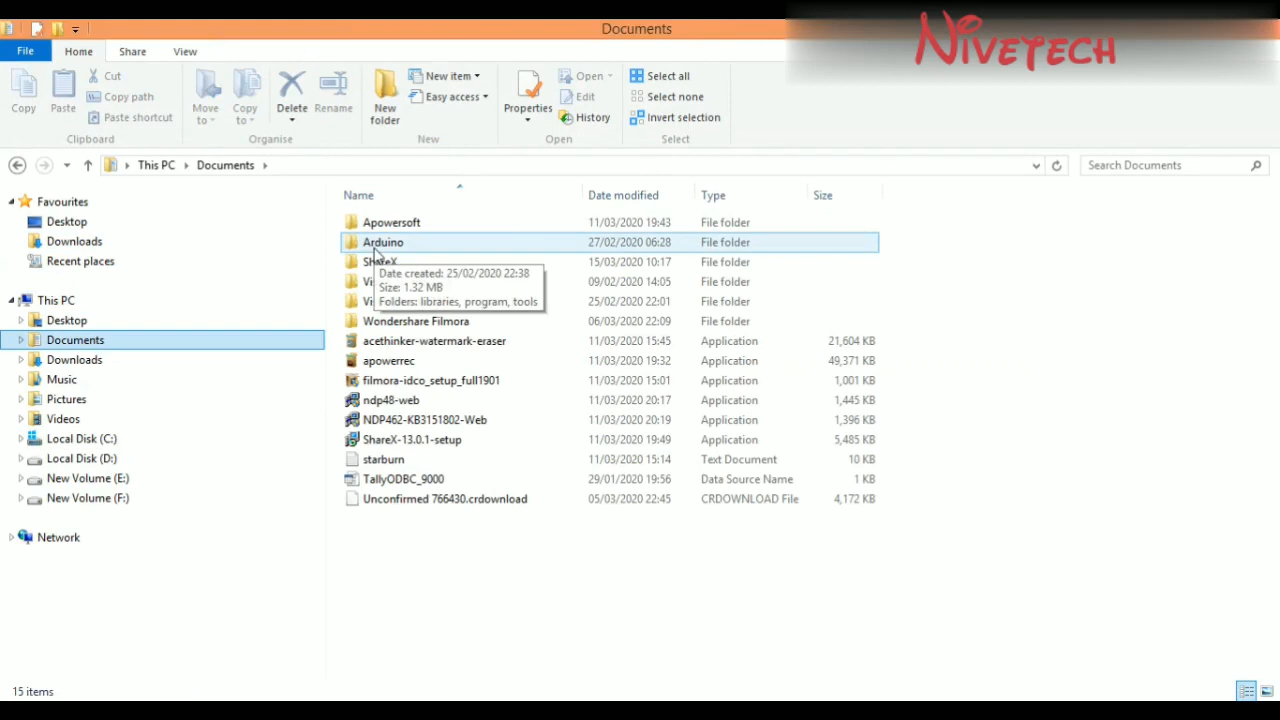 Documents
NIVETECH
File Home Share View
Copy Paste Cut Copy path Paste shortcut
Clipboard
Move to Copy to Delete Rename
Organise
New folder New item Easy access
New
Properties Open Edit History
Open
Select all Select none Invert selection
Select
This PC Documents
Search Documents
Favourites
Desktop
Downloads
Recent places
This PC
Desktop
Documents
Downloads
Music
Pictures
Videos
Local Disk (C:)
Local Disk (D:)
New Volume (E:)
New Volume (F:)
Network
Name Date modified Type Size
Apowersoft 11/03/2020 19:43 File folder
Arduino 27/02/2020 06:28 File folder
ShareX 15/03/2020 10:17 File folder
Vi 09/02/2020 14:05 File folder
Vi 25/02/2020 22:01 File folder
Date created: 25/02/2020 22:38
Size: 1.32 MB
Folders: libraries, program, tools
Wondershare Filmora 06/03/2020 22:09 File folder
acethinker-watermark-eraser 11/03/2020 15:45 Application 21,604 KB
apowerrec 11/03/2020 19:32 Application 49,371 KB
filmora-idco_setup_full1901 11/03/2020 15:01 Application 1,001 KB
ndp48-web 11/03/2020 20:17 Application 1,445 KB
NDP462-KB3151802-Web 11/03/2020 20:19 Application 1,396 KB
ShareX-13.0.1-setup 11/03/2020 19:49 Application 5,485 KB
starburn 11/03/2020 15:14 Text Document 10 KB
TallyODBC_9000 29/01/2020 19:56 Data Source Name 1 KB
Unconfirmed 766430.crdownload 05/03/2020 22:45 CRDOWNLOAD File 4,172 KB
15 items